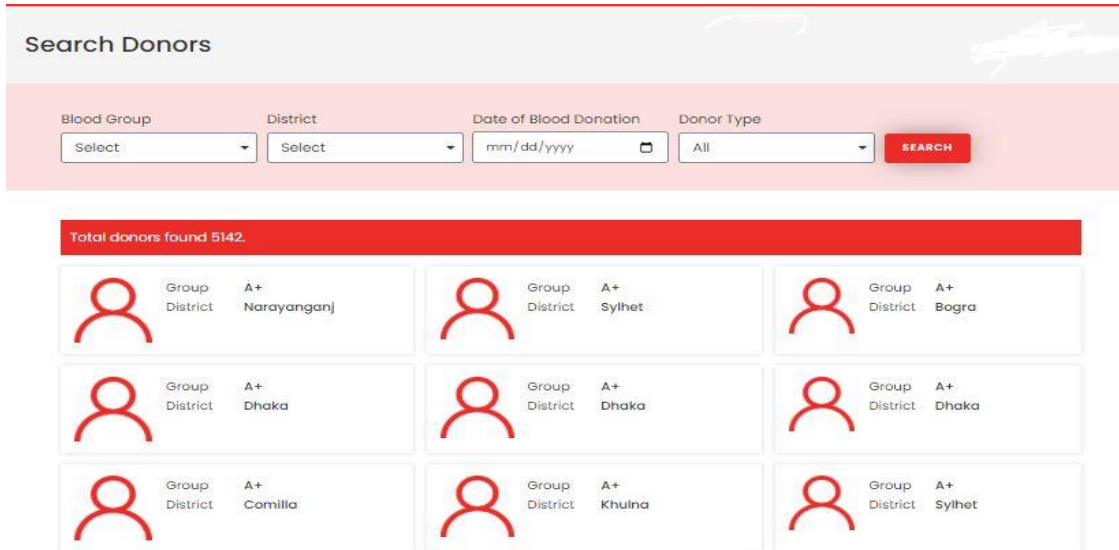 Search Donors
Blood Group District Date of Blood Donation Donor Type
Select Select mm/dd/yyyy All SEARCH
Total donors found 5142.
Group A+ Group A+ Group A+
District Narayanganj District Sylhet District Bogra
Group A+ Group A+ Group A+
District Dhaka District Dhaka District Dhaka
Group A+ Group A+ Group A+
District Comilla District Khulna District Sylhet